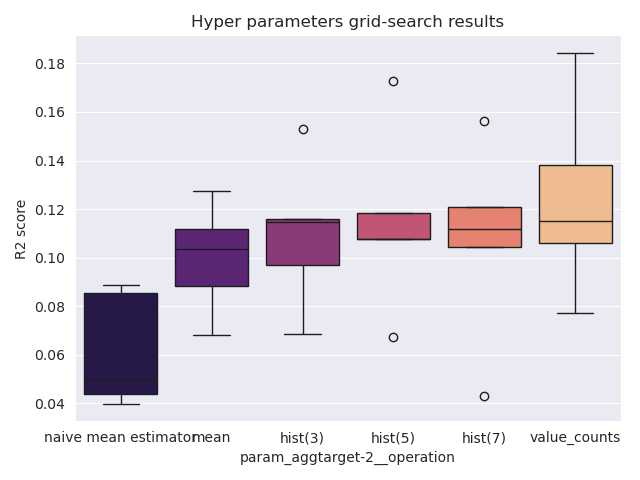 Hyper parameters grid-search results
R2 score
0.18
0.16
0.14
0.12
0.10
0.08
0.06
0.04
naive mean estimator
mean
hist(3)
hist(5)
hist(7)
value_counts
param_aggtarget-2__operation